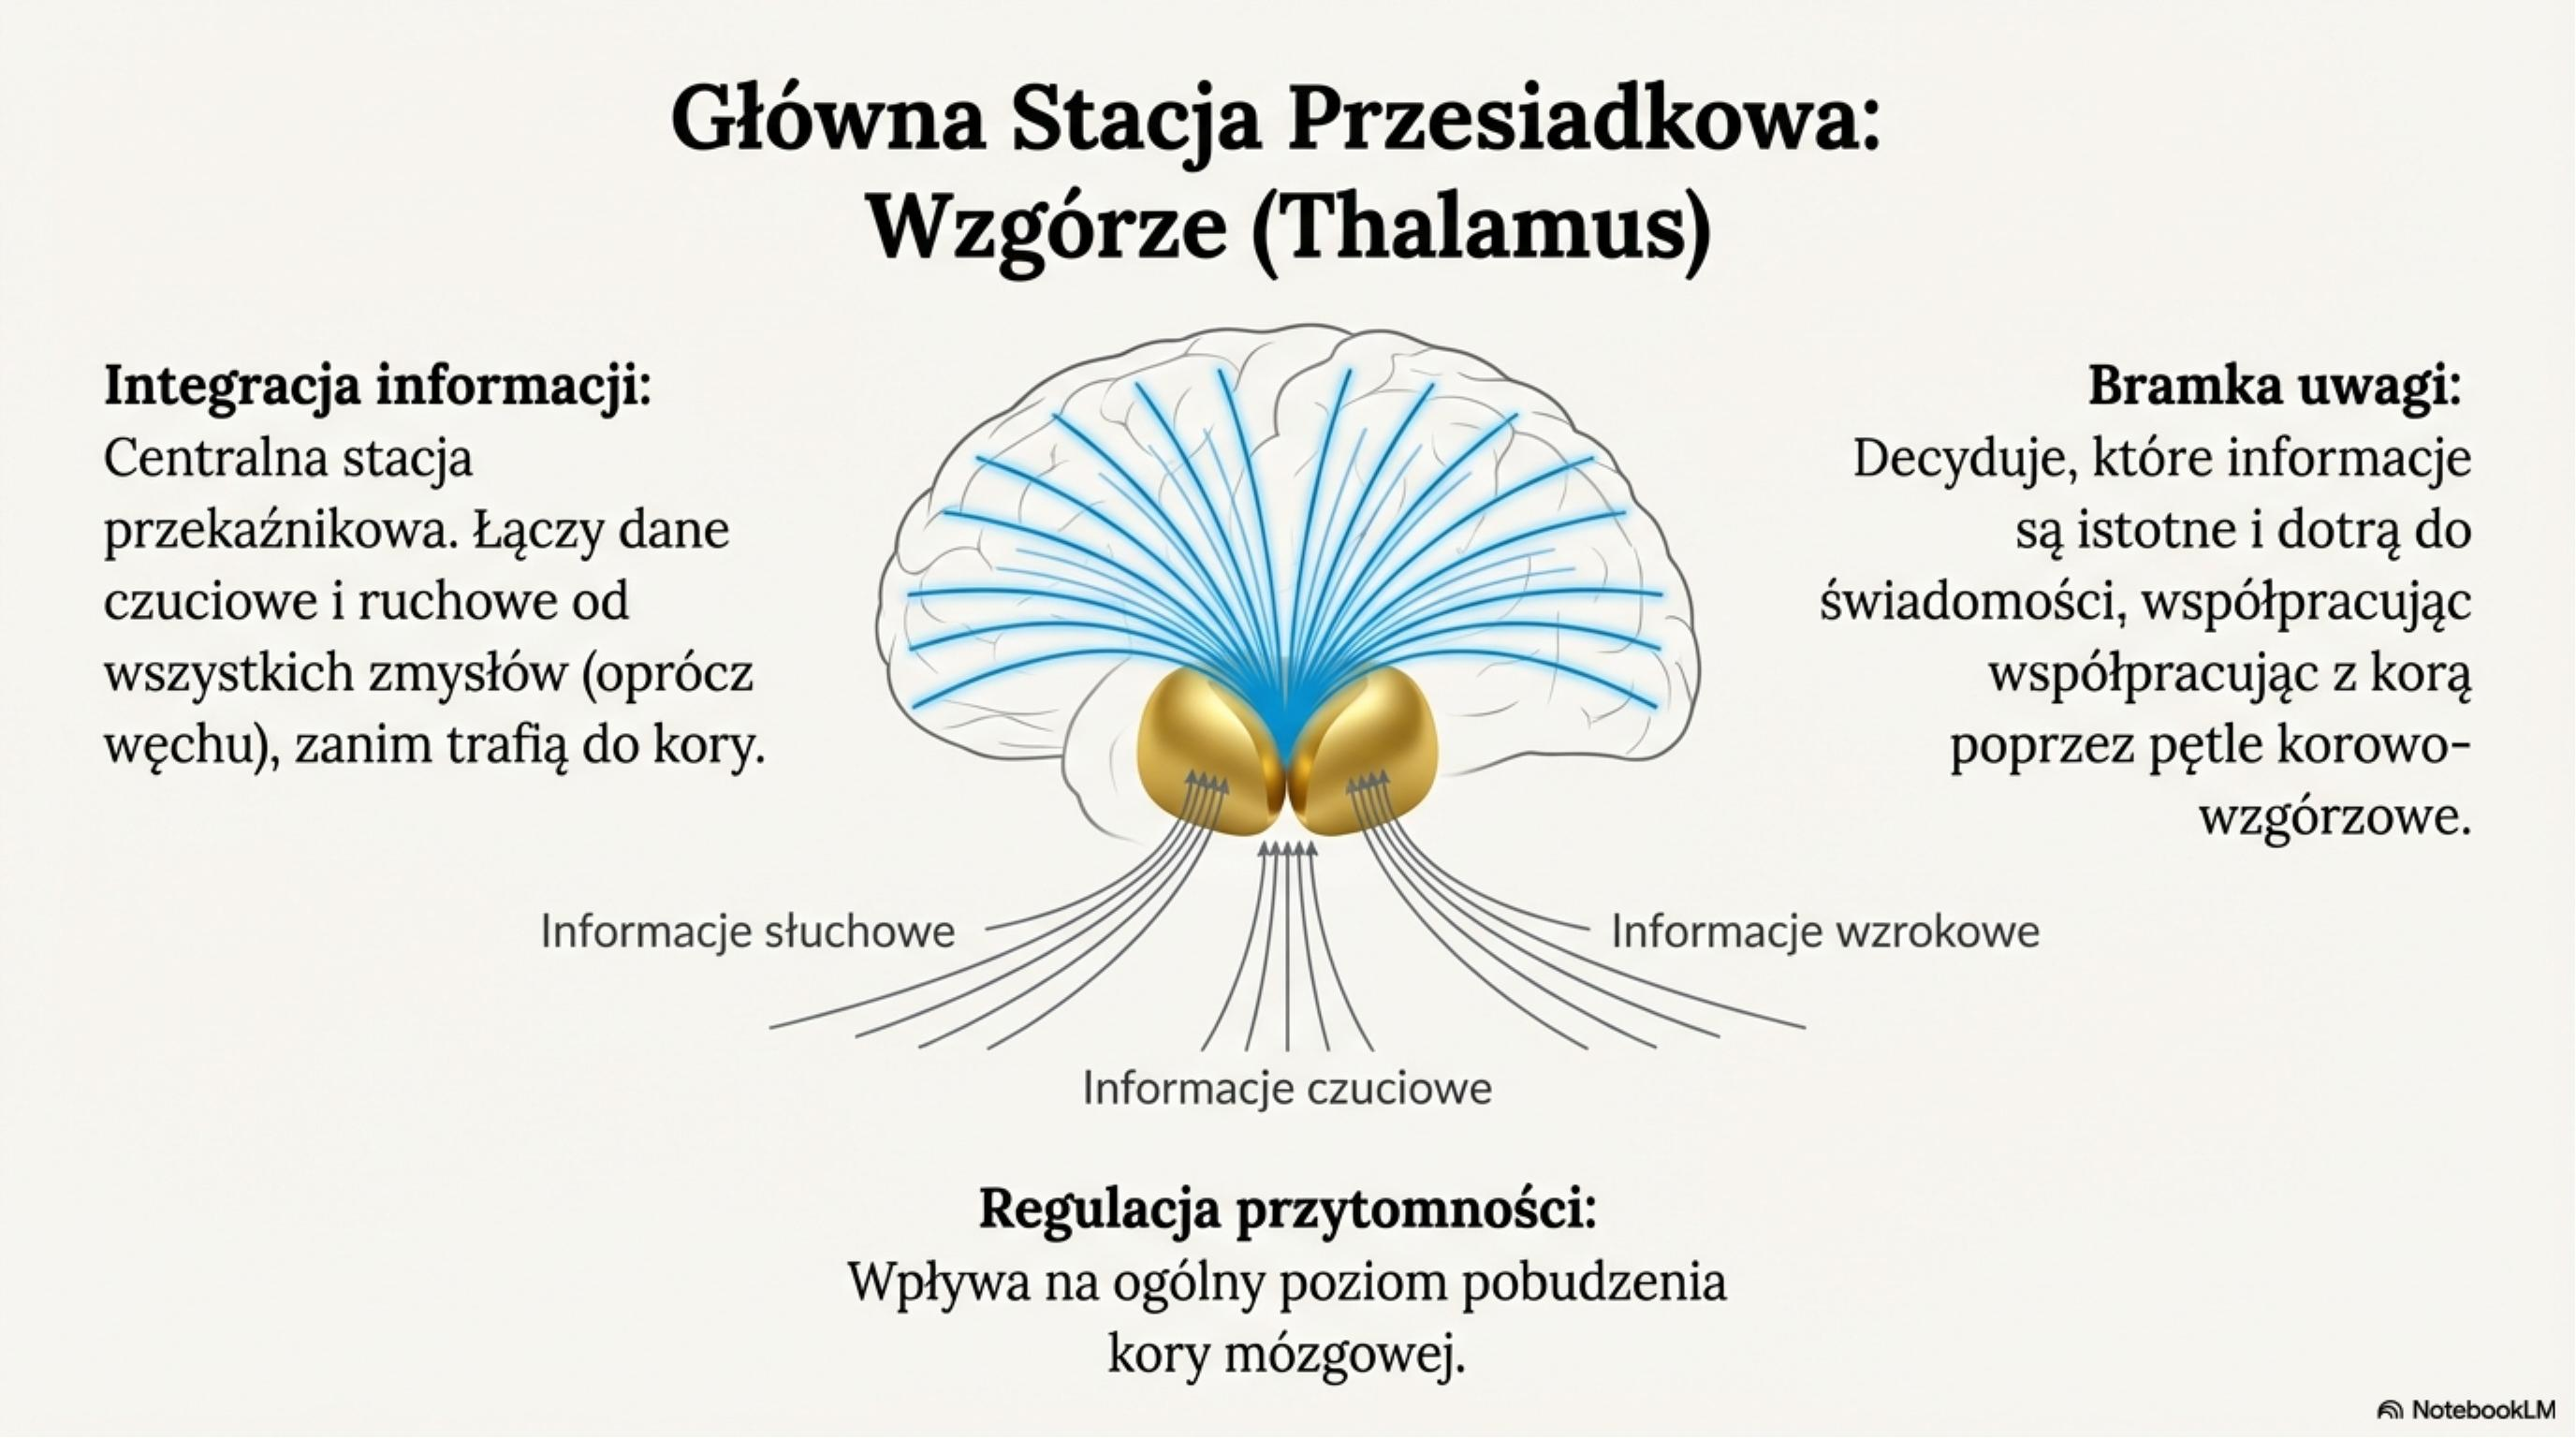 Główna Stacja Przesiadkowa:
Wzgórze (Thalamus)
Integracja informacji:
Centralna stacja
przekaźnikowa. Łączy dane
czuciowe i ruchowe od
wszystkich zmysłów (oprócz
węchu), zanim trafią do kory.
Bramka uwagi:
Decyduje, które informacje
są istotne i dotrą do
świadomości, współpracując
współpracując z korą
poprzez pętle korowo-
wzgórzowe.
Informacje słuchowe
Informacje wzrokowe
Informacje czuciowe
Regulacja przytomności:
Wpływa na ogólny poziom pobudzenia
kory mózgowej.
NotebookLM